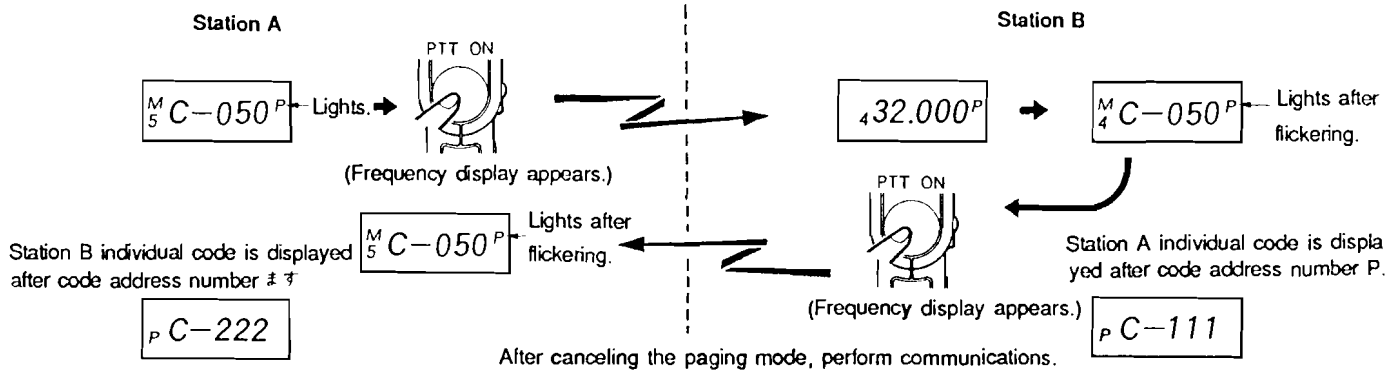 Station A
Station B
PTT ON
M 5 C-050 P
Lights.
(Frequency display appears.)
432.000 P
M 4 C-050 P
Lights after
flickering.
PTT ON
(Frequency display appears.)
Station A individual code is displa
yed after code address number P.
P C-111
M 5 C-050 P
Lights after
flickering.
Station B individual code is displayed
after code address number ます
P C-222
After canceling the paging mode, perform communications.